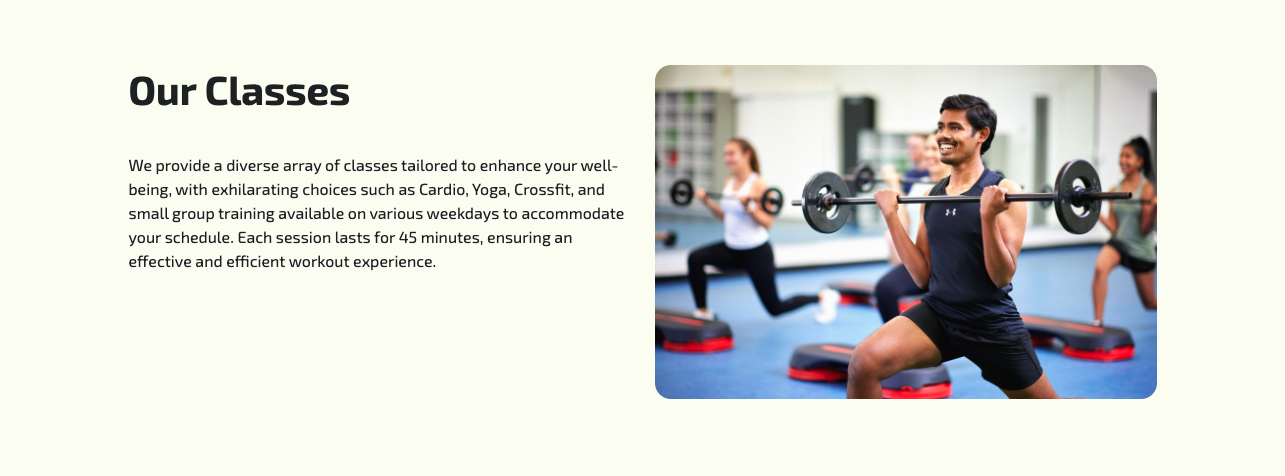 Our Classes
We provide a diverse array of classes tailored to enhance your well-
being, with exhilarating choices such as Cardio, Yoga, Crossfit, and
small group training available on various weekdays to accommodate
your schedule. Each session lasts for 45 minutes, ensuring an
effective and efficient workout experience.